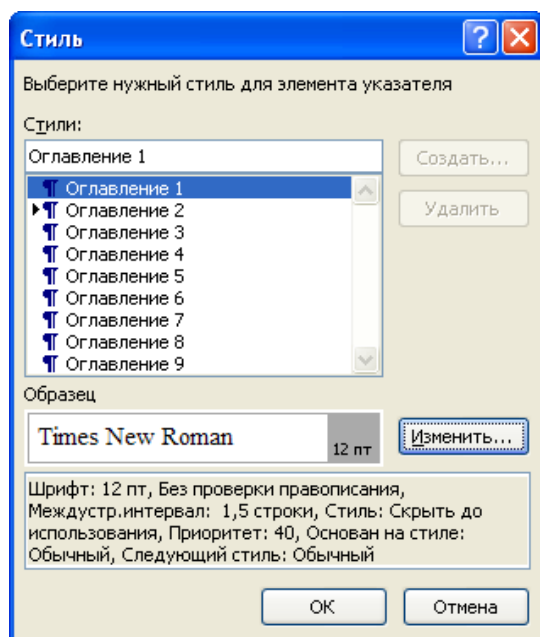 Стиль
Выберите нужный стиль для элемента указателя
Стили:
Оглавление 1
Создать...
Оглавление 1
Удалить
Оглавление 2
Оглавление 3
Оглавление 4
Оглавление 5
Оглавление 6
Оглавление 7
Оглавление 8
Оглавление 9
Образец
Times New Roman
12 пт
Изменить...
Шрифт: 12 пт, Без проверки правописания,
Междустр.интервал: 1,5 строки, Стиль: Скрыть до
использования, Приоритет: 40, Основан на стиле:
Обычный, Следующий стиль: Обычный
ОК
Отмена